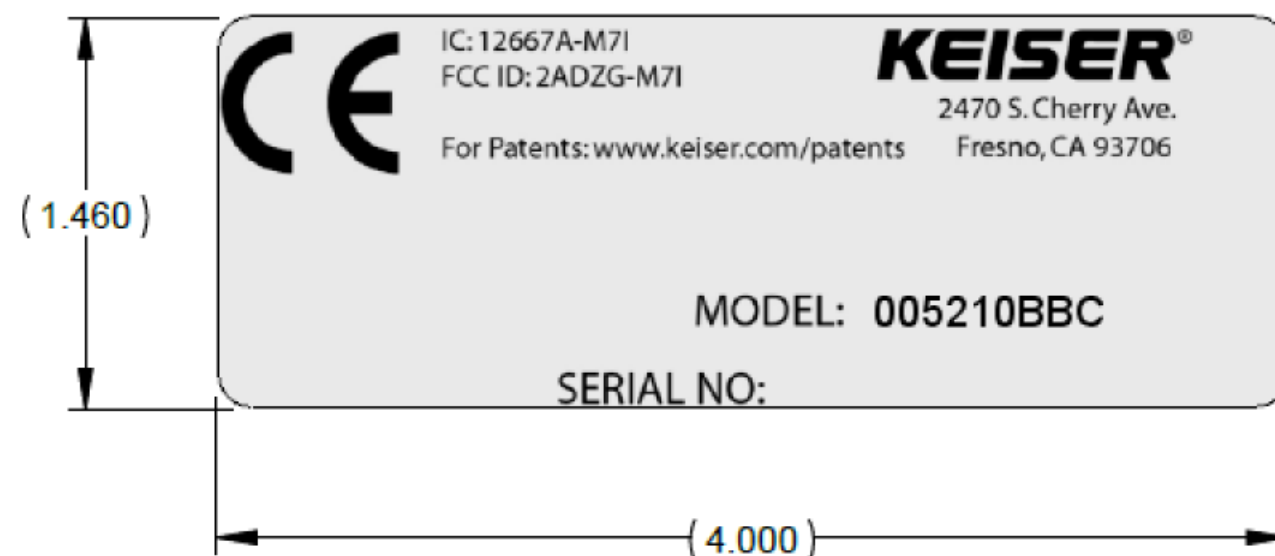 CE
IC: 12667A-M7I
FCC ID: 2ADZG-M7I
For Patents: www.keiser.com/patents
KEISER®
2470 S. Cherry Ave.
Fresno, CA 93706
(1.460)
MODEL: 005210BBC
SERIAL NO:
(4.000)